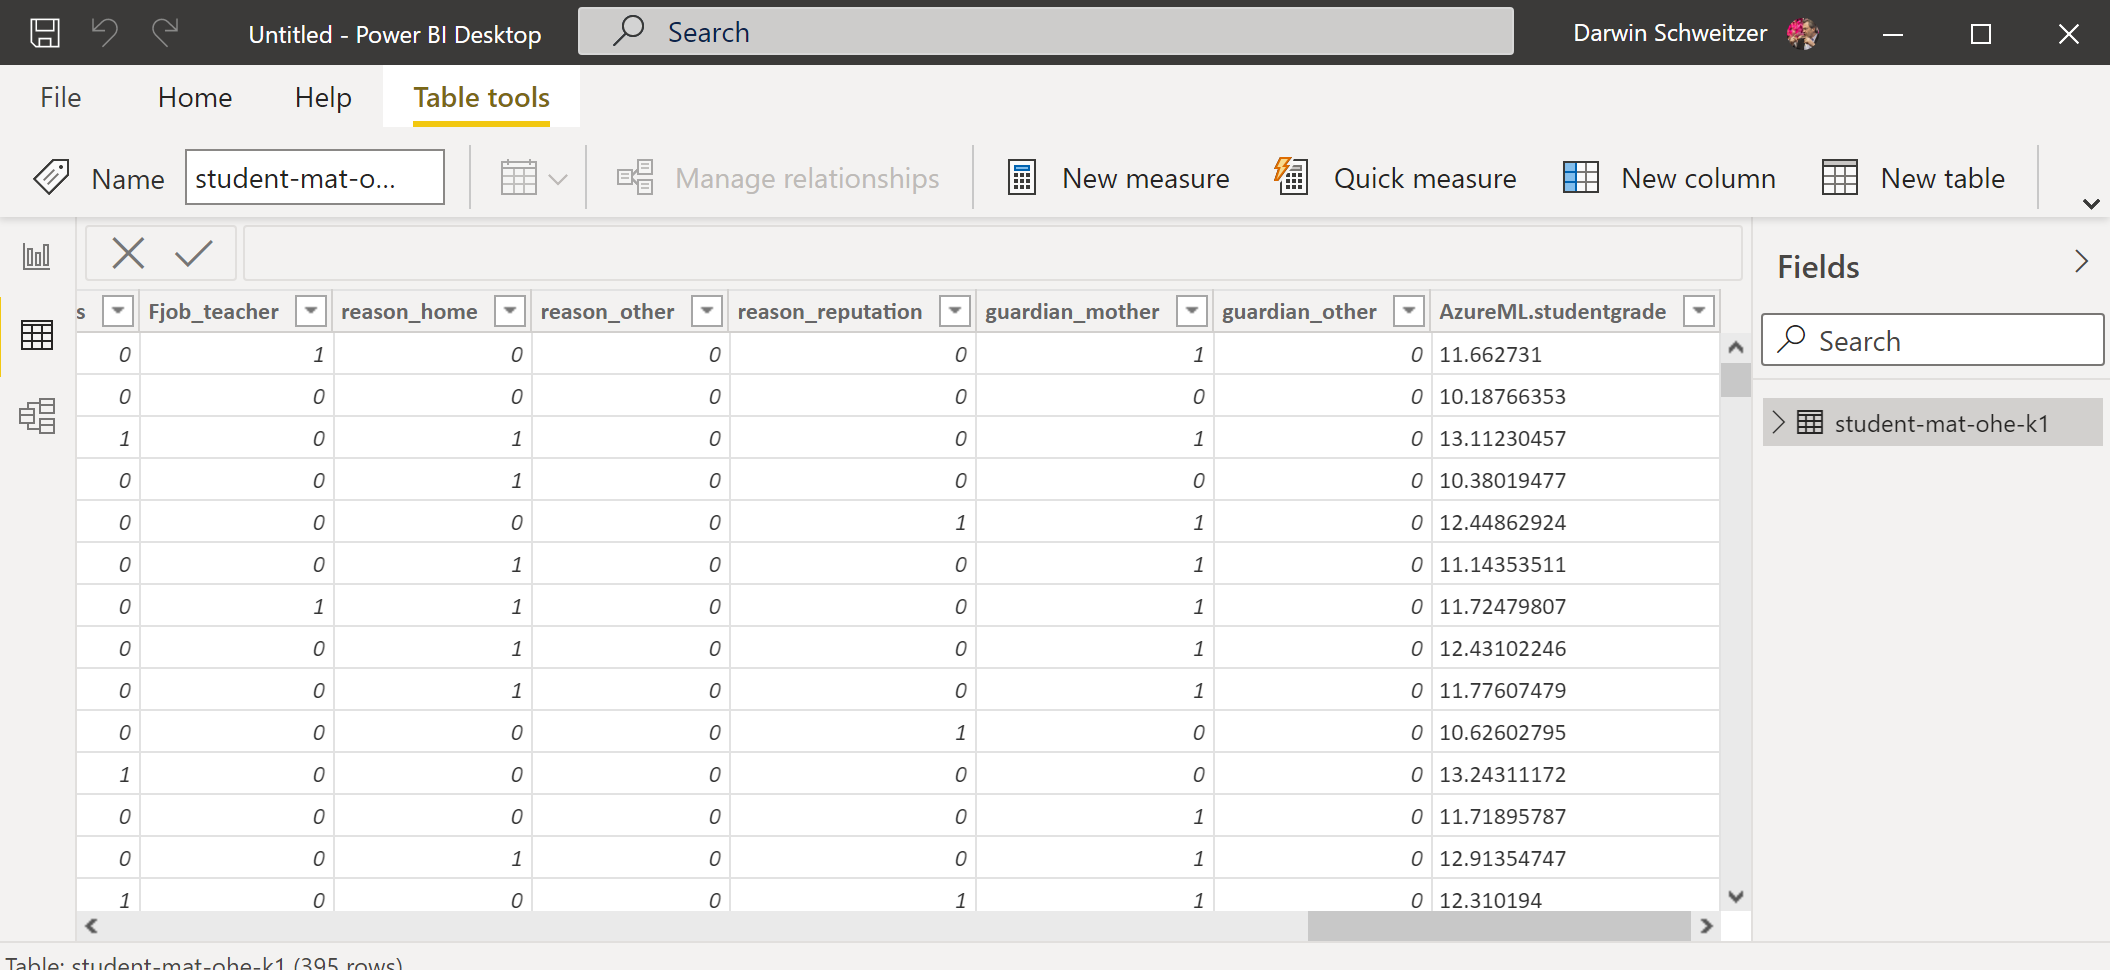 Untitled - Power BI Desktop Search Darwin Schweitzer
File Home Help Table tools
Name student-mat-o... Manage relationships New measure Quick measure New column New table
Fields
s Fjob_teacher reason_home reason_other reason_reputation guardian_mother guardian_other AzureML.studentgrade
Search
0 1 0 0 0 1 0 11.662731
0 0 0 0 0 0 0 10.18766353
student-mat-ohe-k1
1 0 1 0 0 1 0 13.11230457
0 0 1 0 0 0 0 10.38019477
0 0 0 0 1 1 0 12.44862924
0 0 1 0 0 1 0 11.14353511
0 1 1 0 0 1 0 11.72479807
0 0 1 0 0 1 0 12.43102246
0 0 1 0 0 1 0 11.77607479
0 0 0 0 1 0 0 10.62602795
1 0 0 0 0 0 0 13.24311172
0 0 0 0 0 1 0 11.71895787
0 0 1 0 0 1 0 12.91354747
1 0 0 0 1 1 0 12.310194
Table: student-mat-ohe-k1 (395 rows)